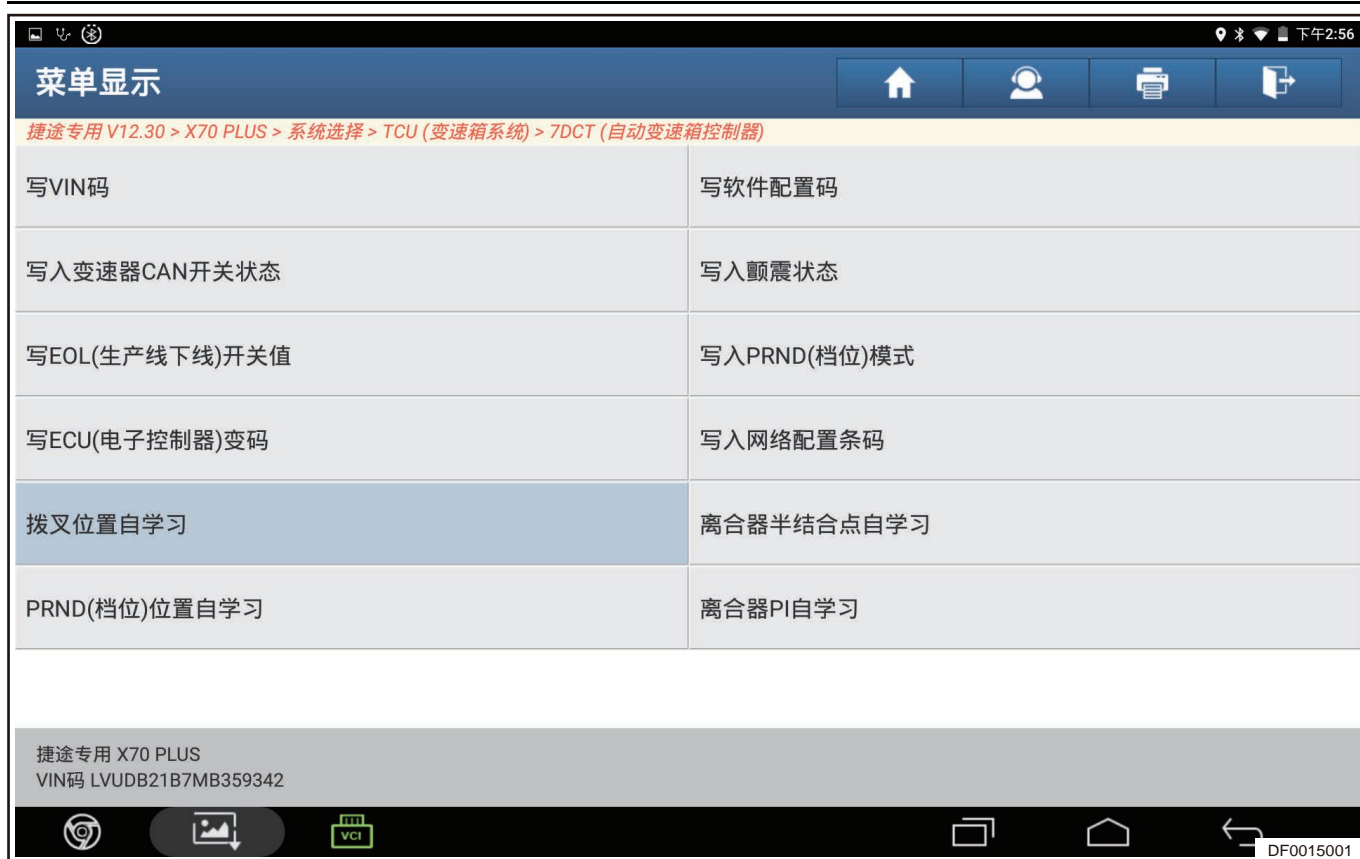 下午2:56
菜单显示
捷途专用 V12.30 > X70 PLUS > 系统选择 > TCU (变速箱系统) > 7DCT (自动变速箱控制器)
写VIN码
写软件配置码
写入变速器CAN开关状态
写入颤震状态
写EOL(生产线下线)开关值
写入PRND(档位)模式
写ECU(电子控制器)变码
写入网络配置条码
拨叉位置自学习
离合器半结合点自学习
PRND(档位)位置自学习
离合器PI自学习
捷途专用 X70 PLUS
VIN码 LVUDB21B7MB359342
VCI
DF0015001